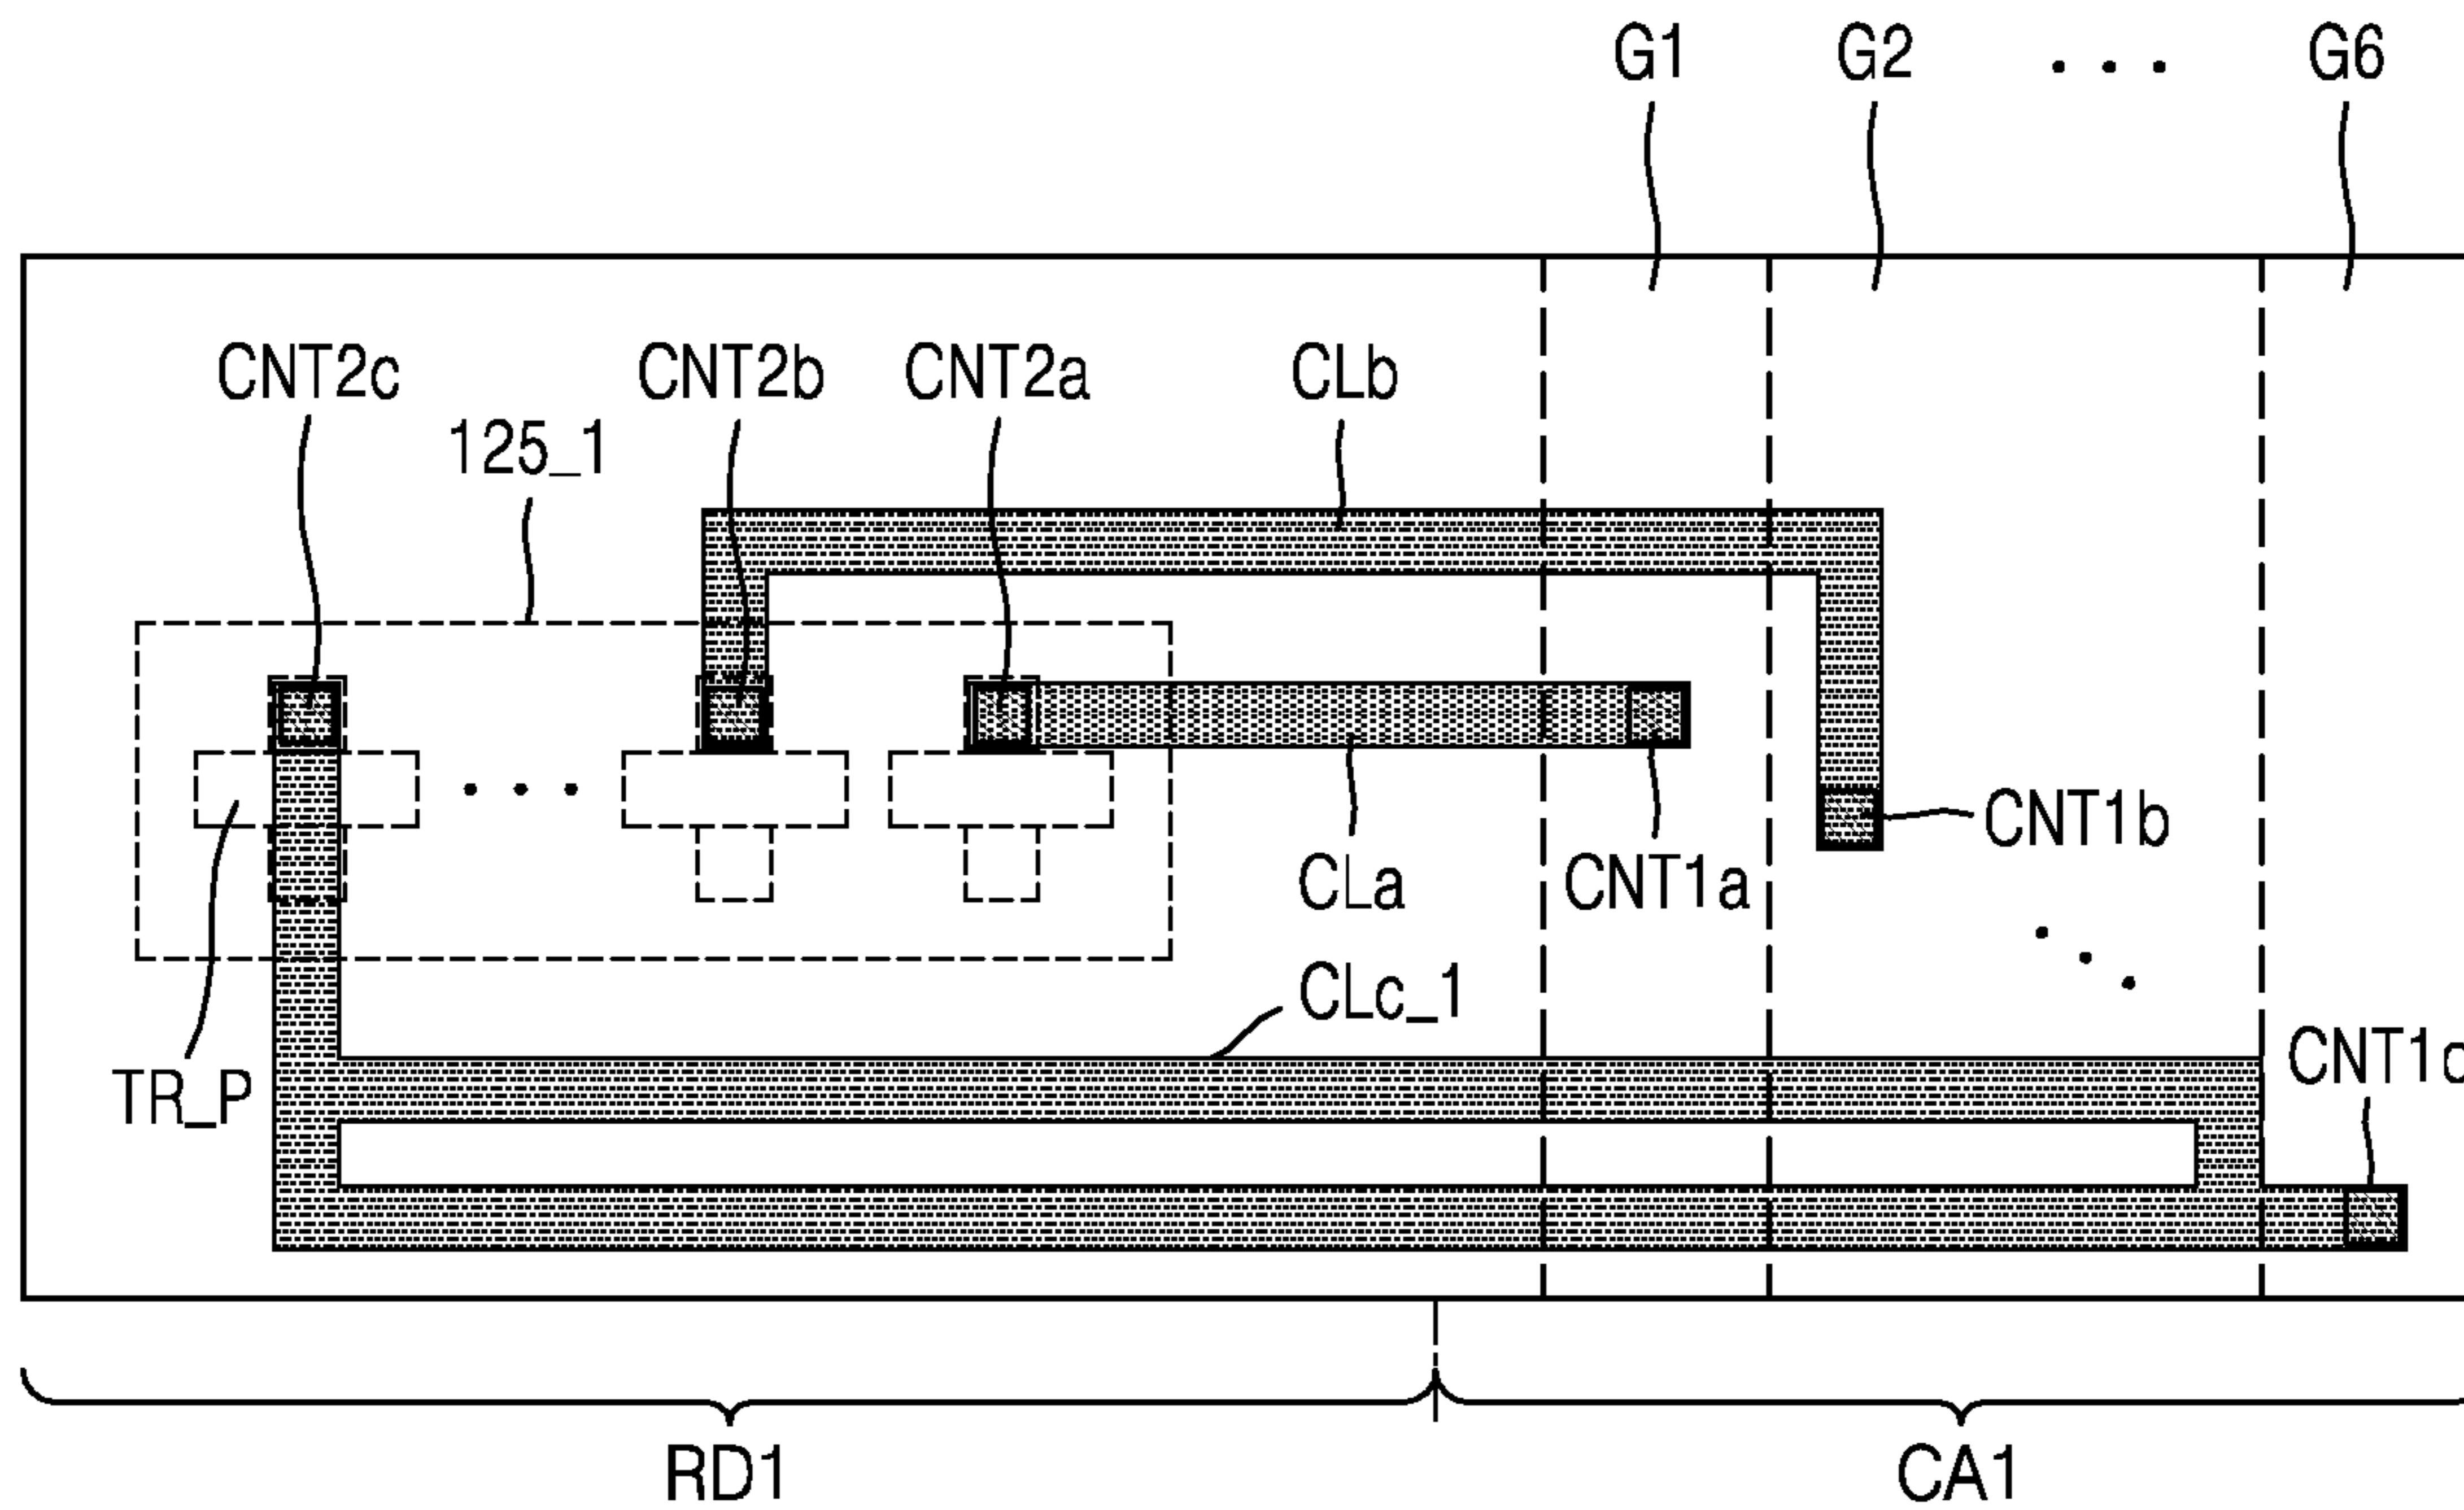 G1 G2 ... G6
CNT2c CNT2b CNT2a CLb
125_1
...
CNT1b
CLa CNT1a
CLc_1
TR_P
RD1 CA1